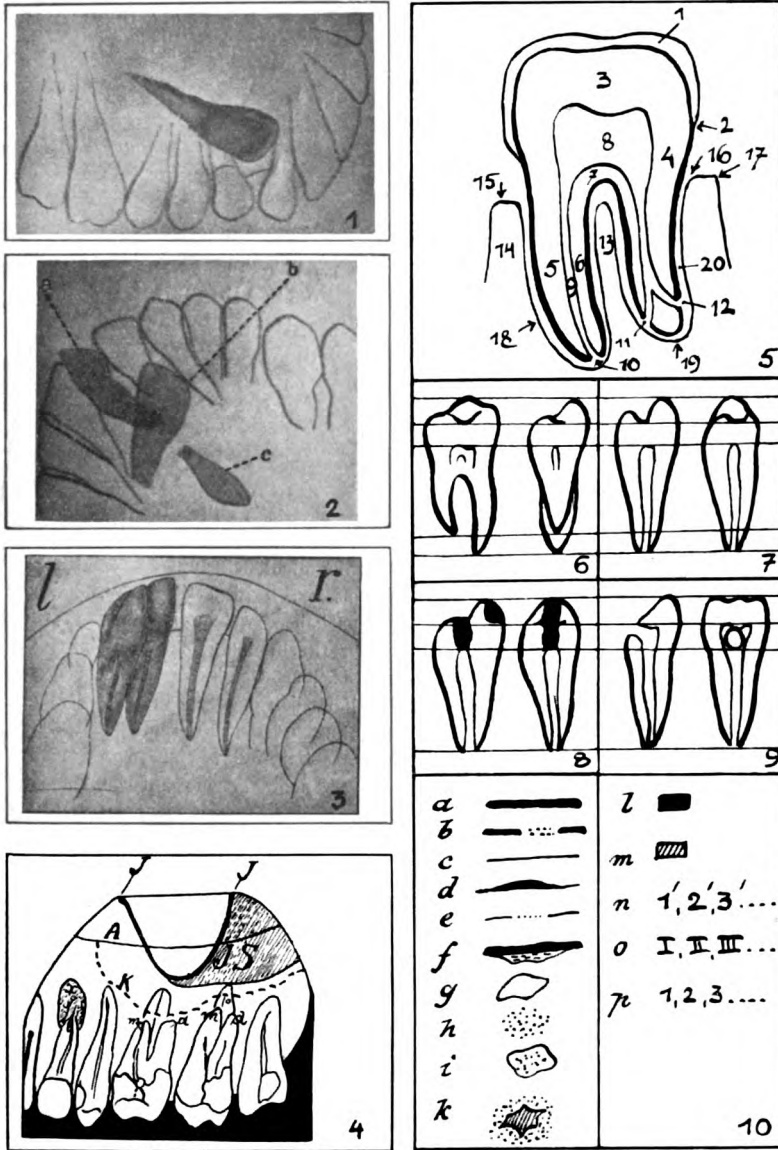 1
a
b
c
2
l
r.
3
J
J
A
S
K
m
a
m
d
4
1
2
3
4
5
6
7
8
9
10
11
12
13
14
15
16
17
18
19
20
5
6
7
8
9
a
b
c
d
e
f
g
h
i
k
l
m
n 1', 2', 3'....
o I, II, III....
p 1, 2, 3....
10